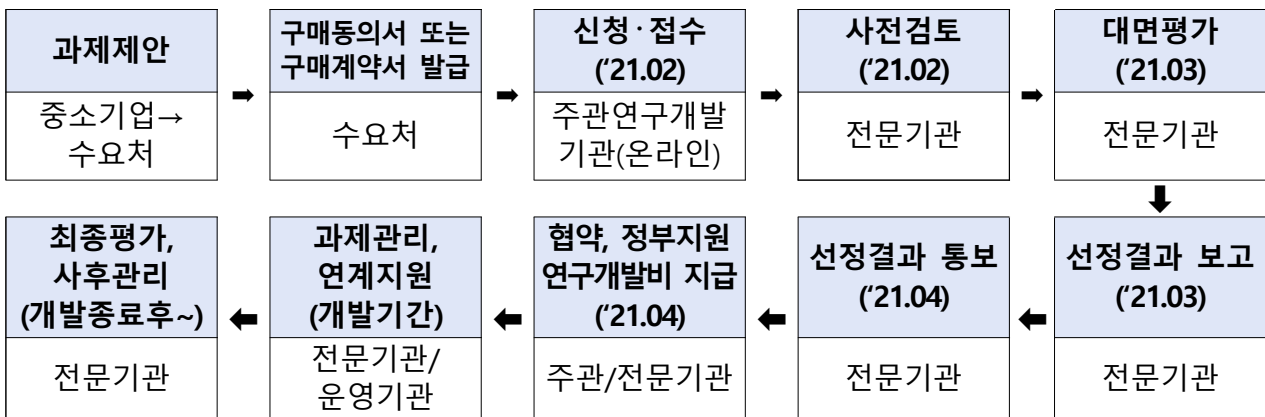 과제제안
중소기업→
수요처
➡
구매동의서 또는
구매계약서 발급
수요처
➡
신청·접수
(‘21.02)
주관연구개발
기관(온라인)
➡
사전검토
(‘21.02)
전문기관
➡
대면평가
(‘21.03)
전문기관
⬇
선정결과 보고
(‘21.03)
전문기관
⬅
선정결과 통보
(‘21.04)
전문기관
⬅
협약, 정부지원
연구개발비 지급
(‘21.04)
주관/전문기관
⬅
과제관리,
연계지원
(개발기간)
전문기관/
운영기관
⬅
최종평가,
사후관리
(개발종료후~)
전문기관